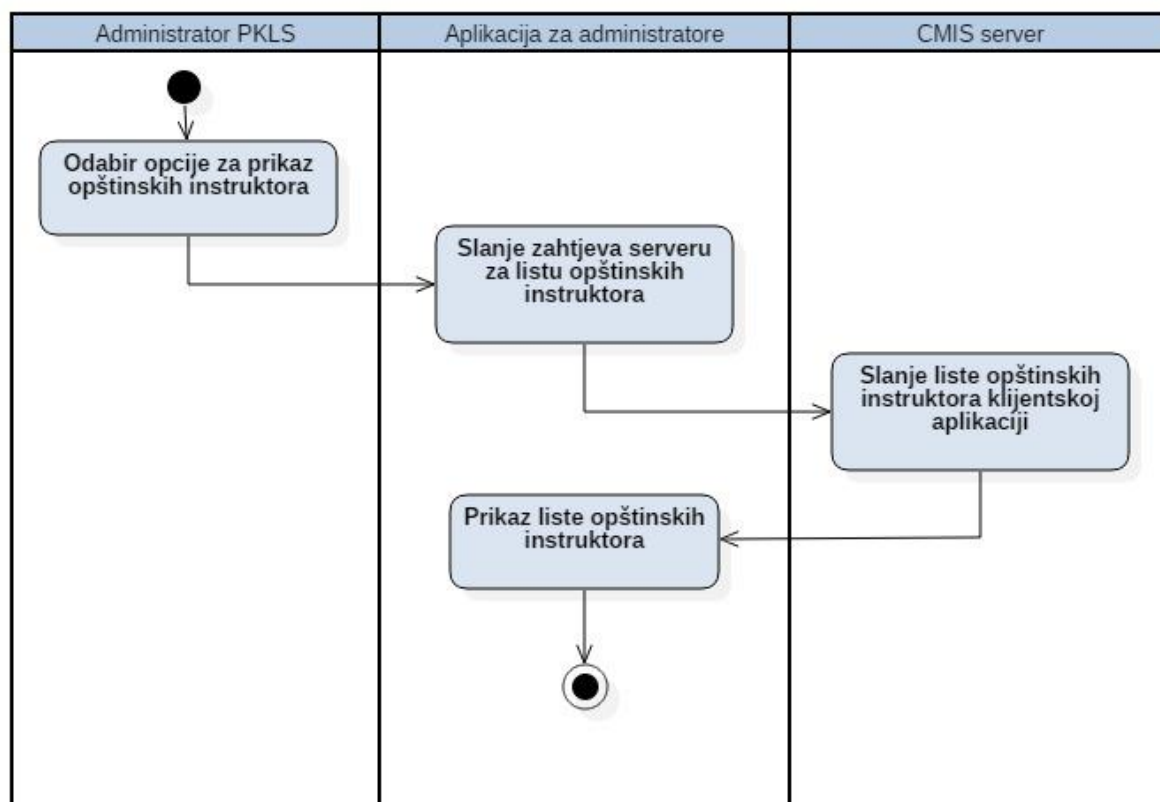 Administrator PKLS
Aplikacija za administratore
CMIS server
Odabir opcije za prikaz
opštinskih instruktora
Slanje zahtjeva serveru
za listu opštinskih
instruktora
Slanje liste opštinskih
instruktora klijentskoj
aplikaciji
Prikaz liste opštinskih
instruktora